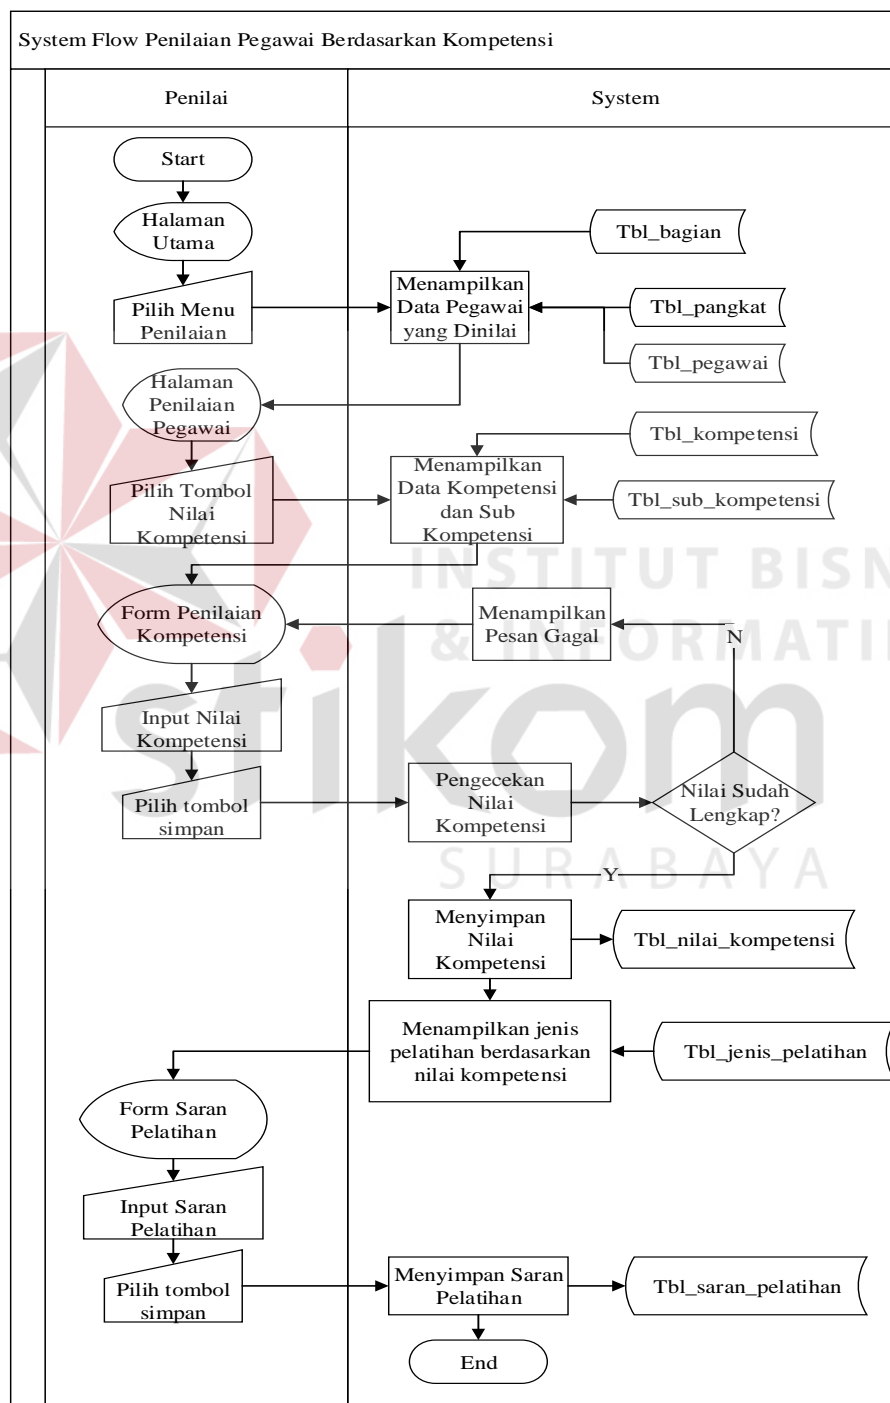 System Flow Penilaian Pegawai Berdasarkan Kompetensi
Penilai
System
Start
Halaman
Utama
Tbl_bagian
Pilih Menu
Penilaian
Menampilkan
Data Pegawai
yang Dinilai
Tbl_pangkat
Tbl_pegawai
Halaman
Penilaian
Pegawai
Tbl_kompetensi
Pilih Tombol
Nilai
Kompetensi
Menampilkan
Data Kompetensi
dan Sub
Kompetensi
Tbl_sub_kompetensi
INSTITUT BISN
& INFORMATI
stikom
SURABAYA
Form Penilaian
Kompetensi
Menampilkan
Pesan Gagal
N
Input Nilai
Kompetensi
Pilih tombol
simpan
Pengecekan
Nilai
Kompetensi
Nilai Sudah
Lengkap?
Y
Menyimpan
Nilai
Kompetensi
Tbl_nilai_kompetensi
Menampilkan jenis
pelatihan berdasarkan
nilai kompetensi
Tbl_jenis_pelatihan
Form Saran
Pelatihan
Input Saran
Pelatihan
Pilih tombol
simpan
Menyimpan Saran
Pelatihan
Tbl_saran_pelatihan
End